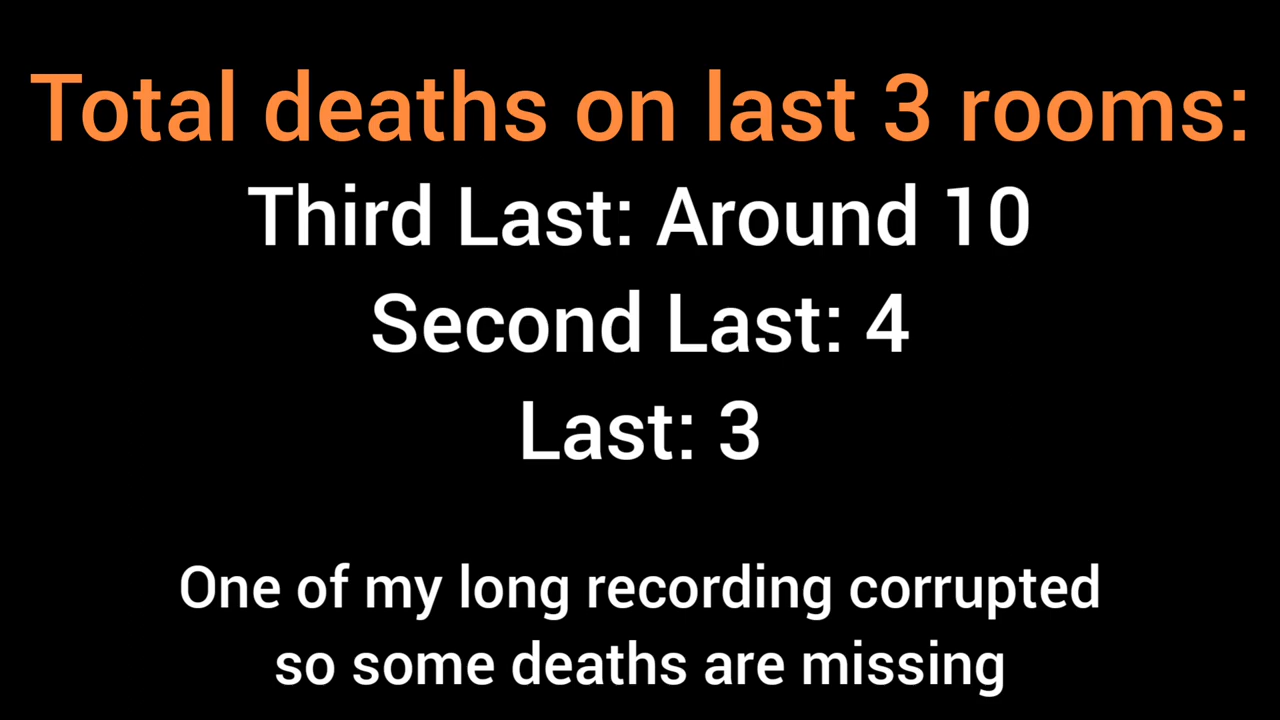 Total deaths on last 3 rooms:
Third Last: Around 10
Second Last: 4
Last: 3
One of my long recording corrupted
so some deaths are missing